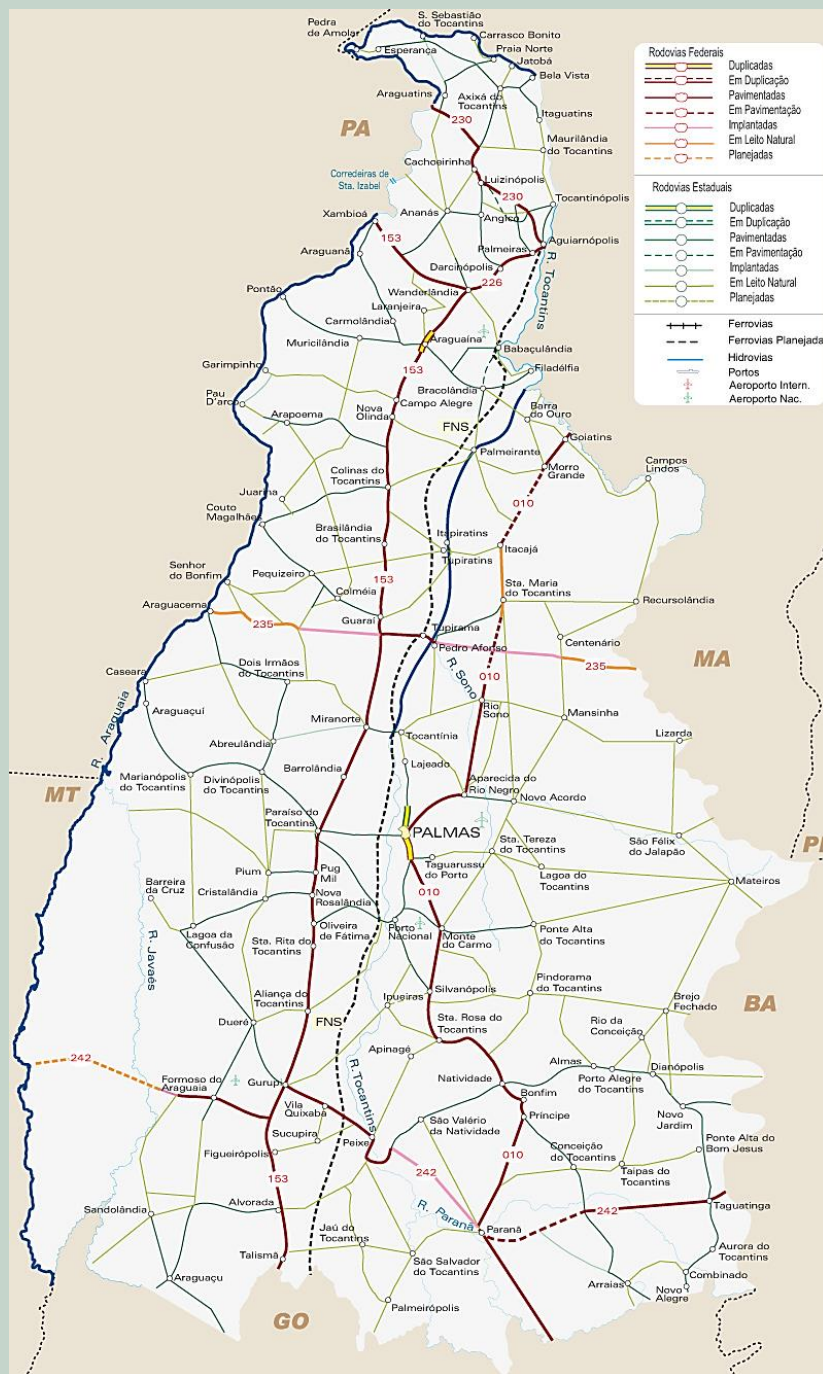 Pedra
de Amolar
S. Sebastião
do Tocantins
Carrasco Bonito
Praia Norte
Jatobá
Esperança
Bela Vista
Araguatins
Axixá do
Tocantins
Itaguatins
230
PA
Maurilândia
do Tocantins
Cachoeirinha
Corredeiras de
Sta. Izabel
Luizinópolis
230
Tocantinópolis
Xambioá
Ananás
Angico
153
Aguiarnópolis
Palmeiras
Araguanã
Darcinópolis
R. Tocantins
226
Pontão
Wanderlândia
Laranjeira
Carmolândia
Muricilândia
Araguaína
Babaçulândia
153
Garimpinho
Filadélfia
Bracolândia
Pau
D'arco
Campo Alegre
Nova
Olinda
Barra
do Ouro
Arapoema
FNS
Goiatins
Palmeirante
Campos
Lindos
Morro
Grande
Colinas do
Tocantins
Juarina
010
Couto
Magalhães
Brasilândia
do Tocantins
Itapiratins
Itacajá
Tupiratins
Senhor
do Bonfim
Pequizeiro
153
Colméia
Sta. Maria
do Tocantins
Recursolândia
Araguacema
Guaraí
235
Tupirama
Pedro Afonso
Centenário
235
MA
Dois Irmãos
do Tocantins
Caseara
R. Sono
010
Araguaçuí
R. Araguaia
Rio
Sono
Mansinha
Miranorte
Tocantínia
Abreulândia
Lizarda
Lajeado
Marianópolis
do Tocantins
Divinópolis
do Tocantins
Barrolândia
Aparecida do
Rio Negro
MT
Novo Acordo
Paraíso do
Tocantins
PALMAS
Sta. Tereza
do Tocantins
São Félix
do Jalapão
PI
Taguarussu
do Porto
Lagoa do
Tocantins
Mateiros
Pium
Pug
Mil
Barreira
da Cruz
Cristalândia
Nova
Rosalândia
010
Lagoa da
Confusão
Oliveira
de Fátima
Porto
Nacional
Monte
do Carmo
Ponte Alta
do Tocantins
R. Javaés
Sta. Rita do
Tocantins
Aliança do
Tocantins
Ipueiras
Silvanópolis
Pindorama
do Tocantins
Brejo
Fechado
BA
Dueré
FNS
Sta. Rosa do
Tocantins
Rio da
Conceição
Apinagé
Almas
Dianópolis
242
R. Tocantins
Formoso do
Araguaia
Gurupi
Natividade
Porto Alegre
do Tocantins
Bonfim
Vila
Quixabá
Príncipe
Novo
Jardim
São Valério
da Natividade
Sucupira
Peixe
Conceição
do Tocantins
Ponte Alta do
Bom Jesus
Figueirópolis
010
242
Taipas do
Tocantins
153
Sandolândia
Alvorada
R. Paranã
242
Taguatinga
Paranã
Jaú do
Tocantins
Talismã
Aurora do
Tocantins
São Salvador
do Tocantins
Araguaçu
Arraias
Combinado
Novo
Alegre
Palmeirópolis
GO
Rodovias Federais
Duplicadas
Em Duplicação
Pavimentadas
Em Pavimentação
Implantadas
Em Leito Natural
Planejadas
Rodovias Estaduais
Duplicadas
Em Duplicação
Pavimentadas
Em Pavimentação
Implantadas
Em Leito Natural
Planejadas
Ferrovias
Ferrovias Planejada
Hidrovias
Portos
Aeroporto Intern.
Aeroporto Nac.